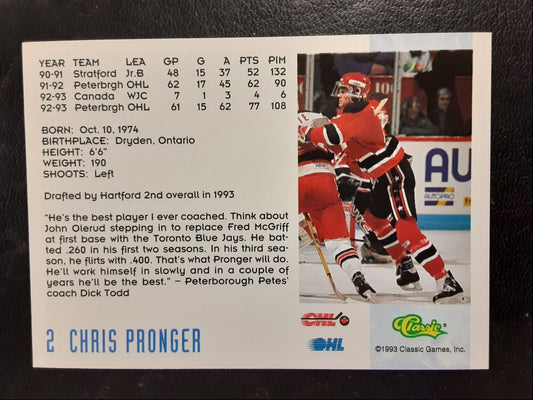 YEAR TEAM LEA GP G A PTS PIM
90-91 Stratford Jr.B 48 15 37 52 132
91-92 Peterbrgh OHL 62 17 45 62 90
92-93 Canada WJC 7 1 3 4 6
92-93 Peterbrgh OHL 61 15 62 77 108
BORN: Oct. 10, 1974
BIRTHPLACE: Dryden, Ontario
HEIGHT: 6'6"
WEIGHT: 190
SHOOTS: Left
Drafted by Hartford 2nd overall in 1993
"He's the best player I ever coached. Think about
John Olerud stepping in to replace Fred McGriff
at first base with the Toronto Blue Jays. He bat-
ted .260 in his first two seasons. In his third sea-
son, he flirts with .400. That's what Pronger will do.
He'll work himself in slowly and in a couple of
years he'll be the best." – Peterborough Petes'
coach Dick Todd
2 CHRIS PRONGER
AU
AUTOPRO
OHL
OHL
Classic
©1993 Classic Games, Inc.